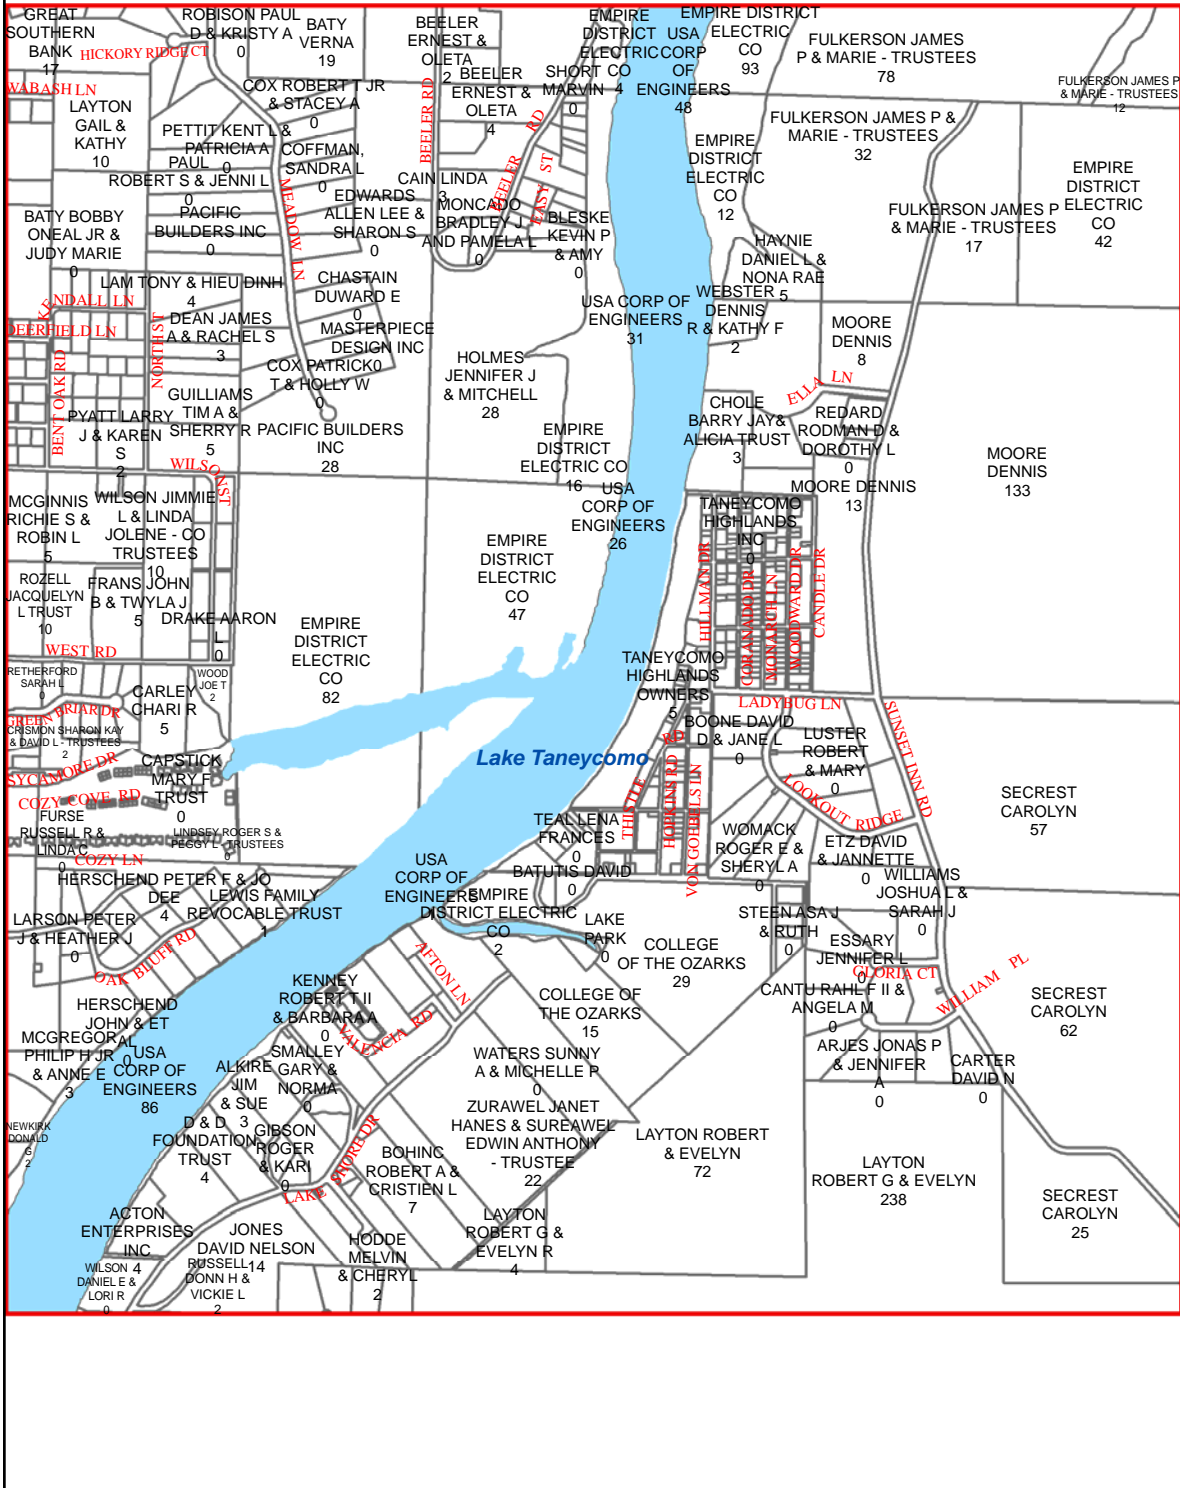 GREAT
SOUTHERN
BANK
17
ROBISON PAUL
D & KRISTY A
0
HICKORY RIDGE CT
BATY
VERNA
19
BEELER
ERNEST &
OLETA
2
BEELER
ERNEST &
OLETA
4
SHORT
MARVIN
0
EMPIRE
DISTRICT
ELECTRIC
CO 4
USA
CORP
OF
ENGINEERS
48
EMPIRE DISTRICT
ELECTRIC
CO
93
FULKERSON JAMES
P & MARIE - TRUSTEES
78
FULKERSON JAMES P
& MARIE - TRUSTEES
12
WABASH LN
LAYTON
GAIL &
KATHY
10
COX ROBERT T JR
& STACEY A
0
PETTIT KENT L &
PATRICIA A
0
COFFMAN,
SANDRA L
0
PAUL
ROBERT S & JENNI L
0
BEELER RD
BEELER RD
EASY ST
CAIN LINDA
3
EDWARDS
ALLEN LEE &
SHARON S
0
MONCADO
BRADLEY J
AND PAMELA L
0
BLESKE
KEVIN P
& AMY
0
EMPIRE
DISTRICT
ELECTRIC
CO
12
FULKERSON JAMES P &
MARIE - TRUSTEES
32
FULKERSON JAMES P
& MARIE - TRUSTEES
17
EMPIRE
DISTRICT
ELECTRIC
CO
42
BATY BOBBY
ONEAL JR &
JUDY MARIE
0
PACIFIC
BUILDERS INC
0
MEADOW LN
HAYNIE
DANIEL L &
NONA RAE
5
LAM TONY & HIEU DINH
4
CHASTAIN
DUWARD E
0
KENDALL LN
DEERFIELD LN
NORTH ST
BENT OAK RD
DEAN JAMES
A & RACHEL S
3
MASTERPIECE
DESIGN INC
0
COX PATRICK
T & HOLLY W
0
USA CORP OF
ENGINEERS
31
WEBSTER
DENNIS
R & KATHY F
2
MOORE
DENNIS
8
HOLMES
JENNIFER J
& MITCHELL
28
ELLA LN
GUILLIAMS
TIM A &
SHERRY R
5
PYATT LARRY
J & KAREN
S
2
PACIFIC BUILDERS
INC
28
CHOLE
BARRY JAY &
ALICIA TRUST
3
REDARD
RODMAN D &
DOROTHY L
0
EMPIRE
DISTRICT
ELECTRIC CO
16
MOORE
DENNIS
133
WILSON ST
MOORE DENNIS
13
MCGINNIS
RICHIE S &
ROBIN L
5
WILSON JIMMIE
L & LINDA
JOLENE - CO
TRUSTEES
10
USA
CORP OF
ENGINEERS
26
TANEYCOMO
HIGHLANDS
INC
0
EMPIRE
DISTRICT
ELECTRIC
CO
47
HILLMAN DR
CORANADO DR
MONARCH LN
WOODWARD DR
CANDLE DR
ROZELL
JACQUELYN
L TRUST
10
FRANS JOHN
B & TWYLA J
5
DRAKE AARON
L
0
EMPIRE
DISTRICT
ELECTRIC
CO
82
WEST RD
RETHERFORD
SARAH L
0
WOOD
JOE T
2
CARLEY
CHARI R
5
TANEYCOMO
HIGHLANDS
OWNERS
5
LADYBUG LN
GREEN BRIAR DR
CRISMON SHARON KAY
& DAVID L - TRUSTEES
2
BOONE DAVID
D & JANE L
0
LUSTER
ROBERT
& MARY
0
SUNSET INN RD
SYCAMORE DR
CAPSTICK
MARY F
TRUST
0
Lake Taneycomo
THISTLE RD
HOPKINS RD
VON GOEBELS LN
LOOKOUT RIDGE
COZY COVE RD
SECREST
CAROLYN
57
FURSE
RUSSELL R &
LINDA C
0
LINDSEY ROGER S &
PEGGY L - TRUSTEES
0
TEAL LENA
FRANCES
0
WOMACK
ROGER E &
SHERYL A
0
ETZ DAVID
& JANNETTE
0
COZY LN
USA
CORP OF
ENGINEERS
BATUTIS DAVID
0
WILLIAMS
JOSHUA L &
SARAH J
0
HERSCHEND PETER F & JO
DEE
4
LEWIS FAMILY
REVOCABLE TRUST
1
EMPIRE
DISTRICT ELECTRIC
CO
2
LARSON PETER
J & HEATHER J
0
LAKE
PARK
0
STEEN ASA J
& RUTH
0
COLLEGE
OF THE OZARKS
29
ESSARY
JENNIFER L
0
OAK BLUFF RD
AFTON LN
GLORIA CT
WILLIAM PL
KENNEY
ROBERT T II
& BARBARA A
0
COLLEGE OF
THE OZARKS
15
CANTU RAHL F II &
ANGELA M
0
SECREST
CAROLYN
62
HERSCHEND
JOHN & ET
AL
0
VALENCIA RD
MCGREGOR
PHILIP H JR
& ANNE E
3
USA
CORP OF
ENGINEERS
86
ALKIRE
JIM
& SUE
3
SMALLEY
GARY &
NORMA
0
WATERS SUNNY
A & MICHELLE P
0
ARJES JONAS P
& JENNIFER
A
0
CARTER
DAVID N
0
NEWKIRK
DONALD
G
2
D & D
FOUNDATION
TRUST
4
GIBSON
ROGER
& KARI
0
LAKE SHORE DR
BOHINC
ROBERT A &
CRISTIEN L
7
ZURAWEL JANET
HANES & SUREAWEL
EDWIN ANTHONY
- TRUSTEE
22
LAYTON ROBERT
& EVELYN
72
LAYTON
ROBERT G & EVELYN
238
SECREST
CAROLYN
25
ACTON
ENTERPRISES
INC
4
JONES
DAVID NELSON
14
HODDE
MELVIN
& CHERYL
2
LAYTON
ROBERT G &
EVELYN R
4
WILSON
DANIEL E &
LORI R
0
RUSSELL
DONN H &
VICKIE L
2